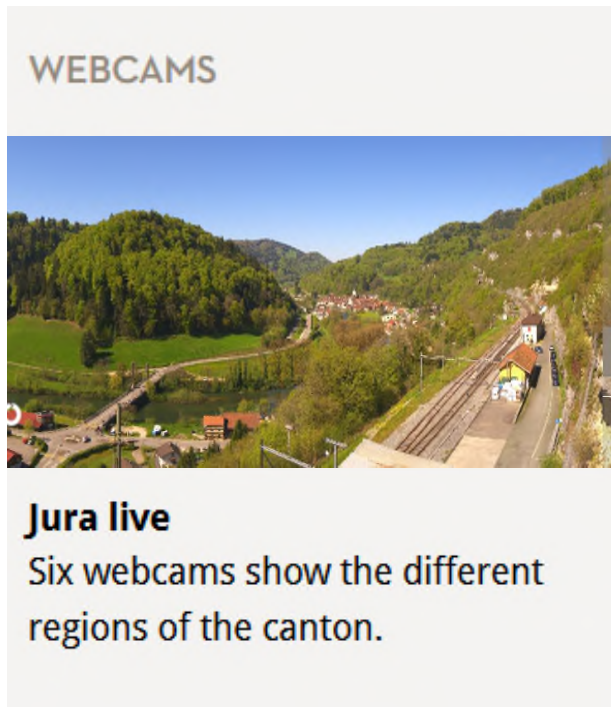 WEBCAMS
Jura live
Six webcams show the different
regions of the canton.